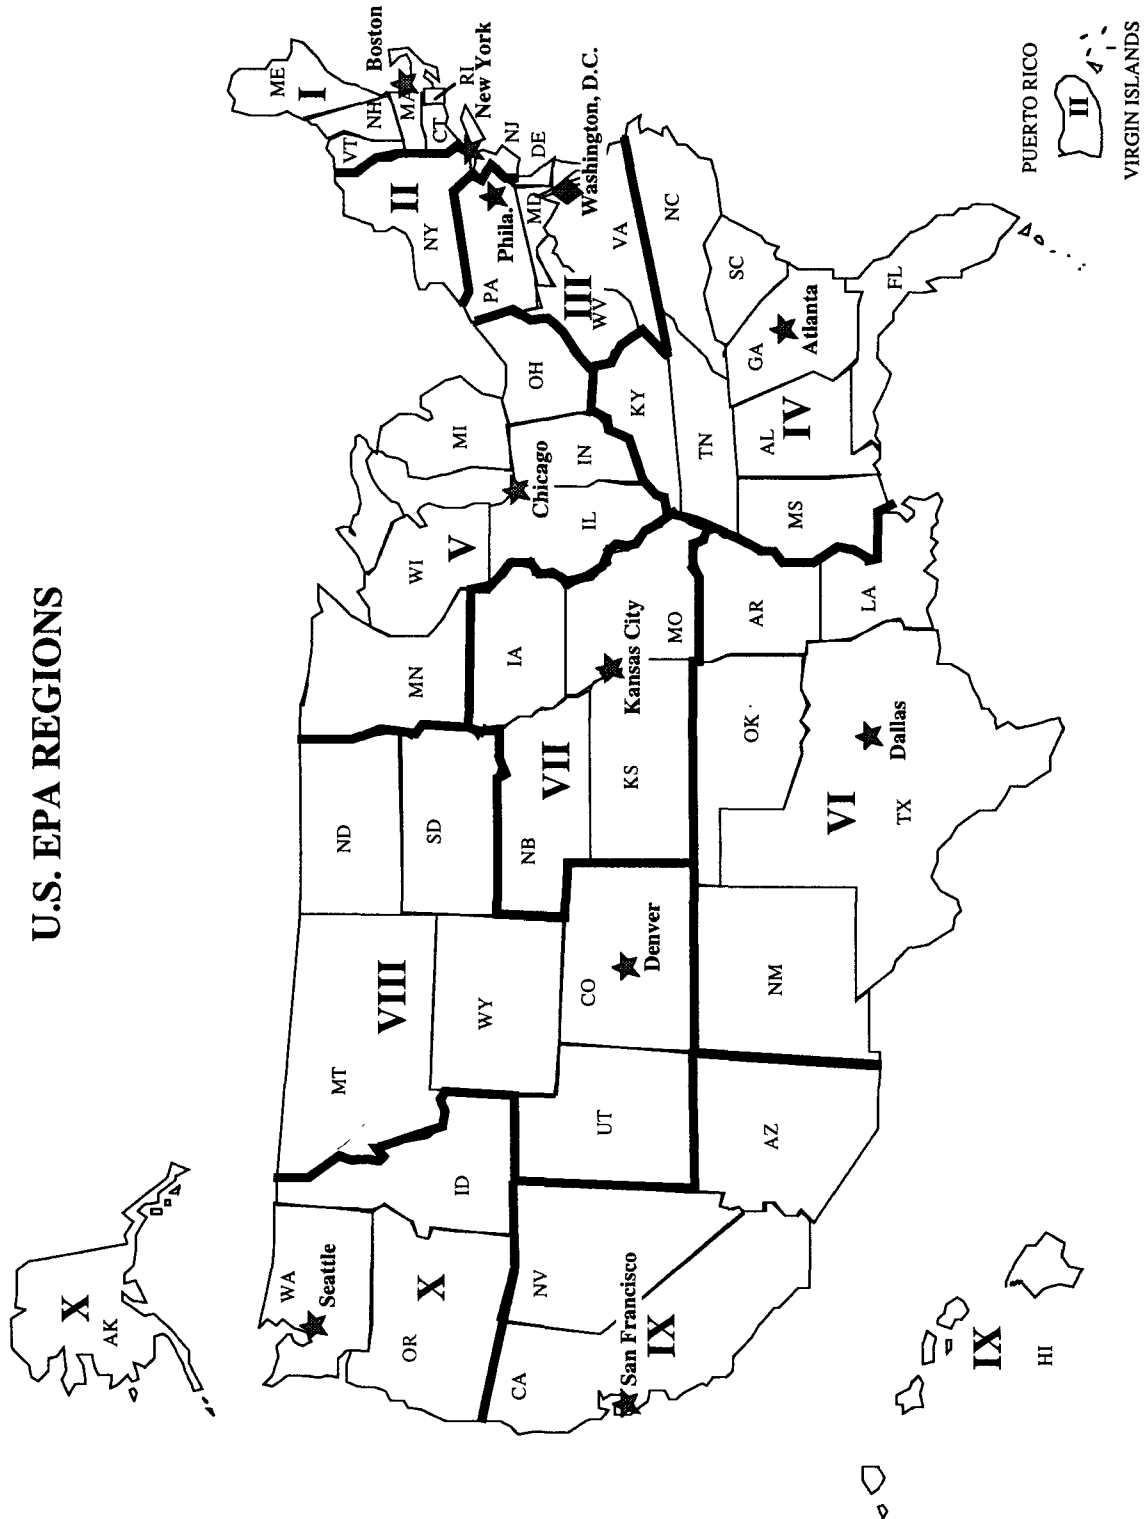 U.S. EPA REGIONS
X
AK
WA
Seattle
OR
X
ID
MT
VIII
ND
SD
WY
MN
WI
V
MI
IA
NB
VII
NV
CA
San Francisco
IX
UT
CO
Denver
KS
Kansas City
MO
IL
Chicago
IN
OH
KY
WV
III
VA
PA
Phila.
MD
DE
NJ
Washington, D.C.
NY
II
VT
NH
ME
I
MA
Boston
CT
RI
New York
AZ
NM
OK
TX
VI
Dallas
AR
LA
TN
MS
AL
IV
GA
Atlanta
SC
NC
FL
IX
HI
PUERTO RICO
II
VIRGIN ISLANDS